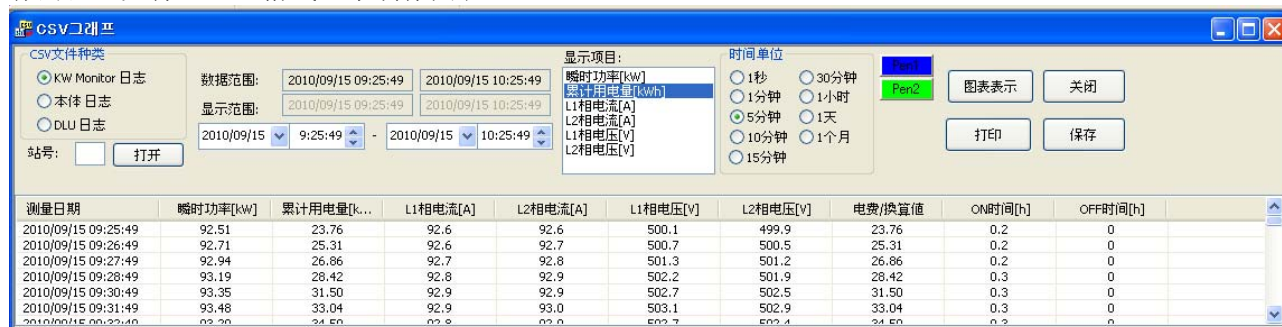 CSV그래프
CSV文件种类
KW Monitor 日志
本体日志
DLU日志
站号:
打开
数据范围: 2010/09/15 09:25:49 2010/09/15 10:25:49
显示范围: 2010/09/15 09:25:49 2010/09/15 10:25:49
2010/09/15 9:25:49 - 2010/09/15 10:25:49
显示项目:
瞬时功率[kW]
累计用电量[kWh]
L1相电流[A]
L2相电流[A]
L1相电压[V]
L2相电压[V]
时间单位
1秒 30分钟
1分钟 1小时
5分钟 1天
10分钟 1个月
15分钟
Pen1
Pen2
图表表示 关闭
打印 保存
测量日期 瞬时功率[kW] 累计用电量[k... L1相电流[A] L2相电流[A] L1相电压[V] L2相电压[V] 电费/换算値 ON时间[h] OFF时间[h]
2010/09/15 09:25:49 92.51 23.76 92.6 92.6 500.1 499.9 23.76 0.2 0
2010/09/15 09:26:49 92.71 25.31 92.6 92.7 500.7 500.5 25.31 0.2 0
2010/09/15 09:27:49 92.94 26.86 92.7 92.8 501.3 501.2 26.86 0.2 0
2010/09/15 09:28:49 93.19 28.42 92.8 92.9 502.2 501.9 28.42 0.3 0
2010/09/15 09:30:49 93.35 31.50 92.9 92.9 502.7 502.5 31.50 0.3 0
2010/09/15 09:31:49 93.48 33.04 92.9 93.0 503.1 502.9 33.04 0.3 0